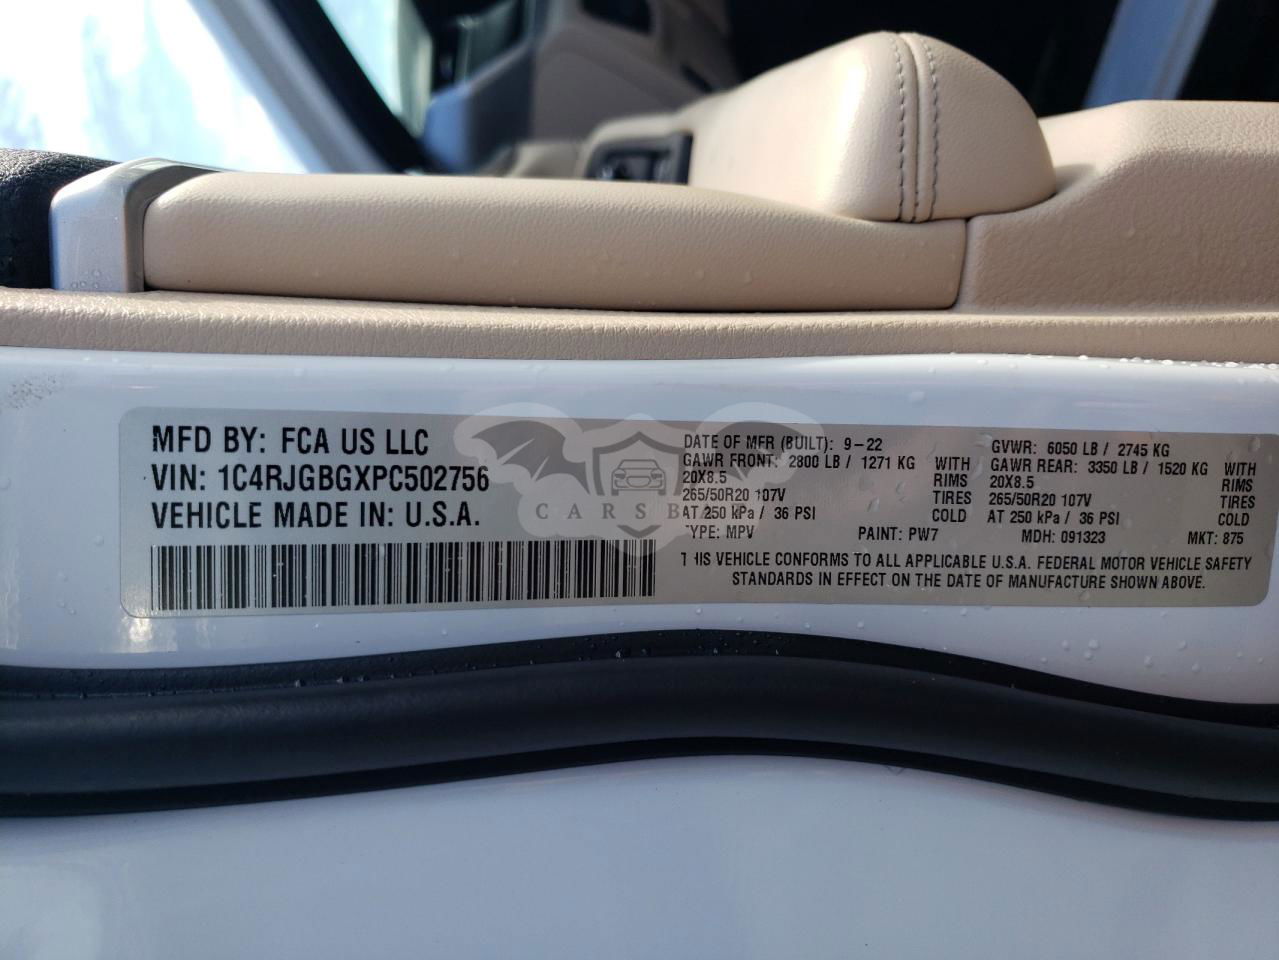 MFD BY: FCA US LLC
VIN: 1C4RJGBGXPC502756
VEHICLE MADE IN: U.S.A.
DATE OF MFR (BUILT): 9-22
GAWR FRONT: 2800 LB / 1271 KG WITH
20X8.5 RIMS
265/50R20 107V TIRES
AT 250 kPa / 36 PSI COLD
TYPE: MPV PAINT: PW7
GVWR: 6050 LB / 2745 KG
GAWR REAR: 3350 LB / 1520 KG WITH
20X8.5 RIMS
265/50R20 107V TIRES
AT 250 kPa / 36 PSI COLD
MDH: 091323 MKT: 875
THIS VEHICLE CONFORMS TO ALL APPLICABLE U.S.A. FEDERAL MOTOR VEHICLE SAFETY
STANDARDS IN EFFECT ON THE DATE OF MANUFACTURE SHOWN ABOVE.